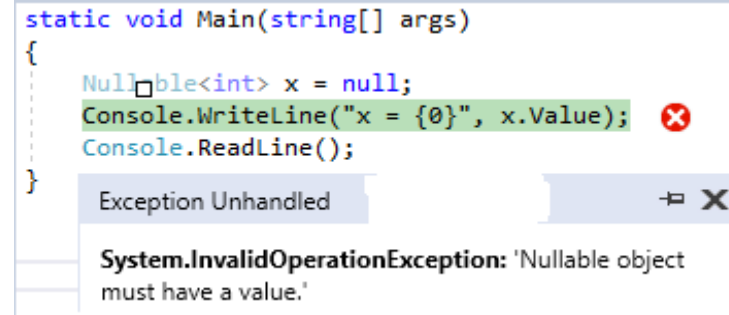 static void Main(string[] args)
{
Nullable<int> x = null;
Console.WriteLine("x = {0}", x.Value);
Console.ReadLine();
}
Exception Unhandled
System.InvalidOperationException: 'Nullable object
must have a value.'